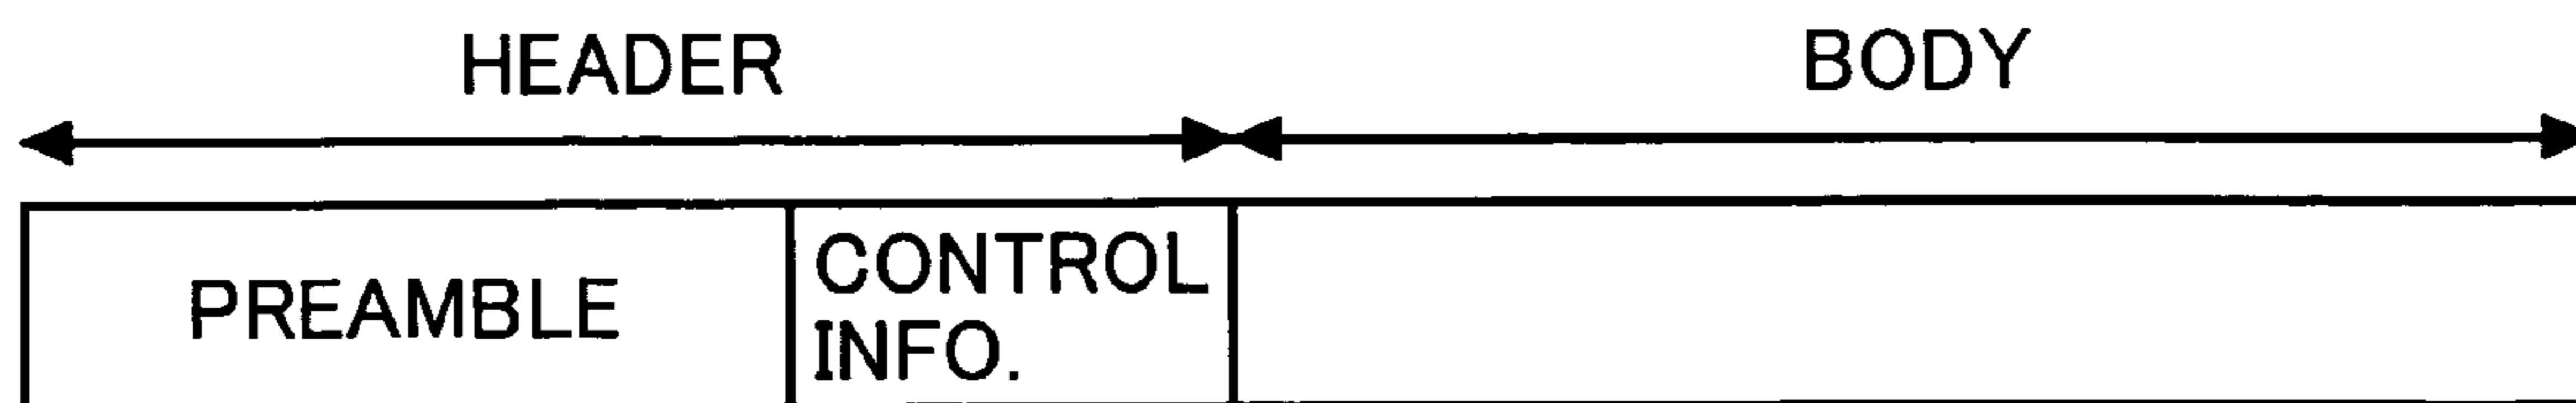 HEADER
BODY
PREAMBLE
CONTROL
INFO.